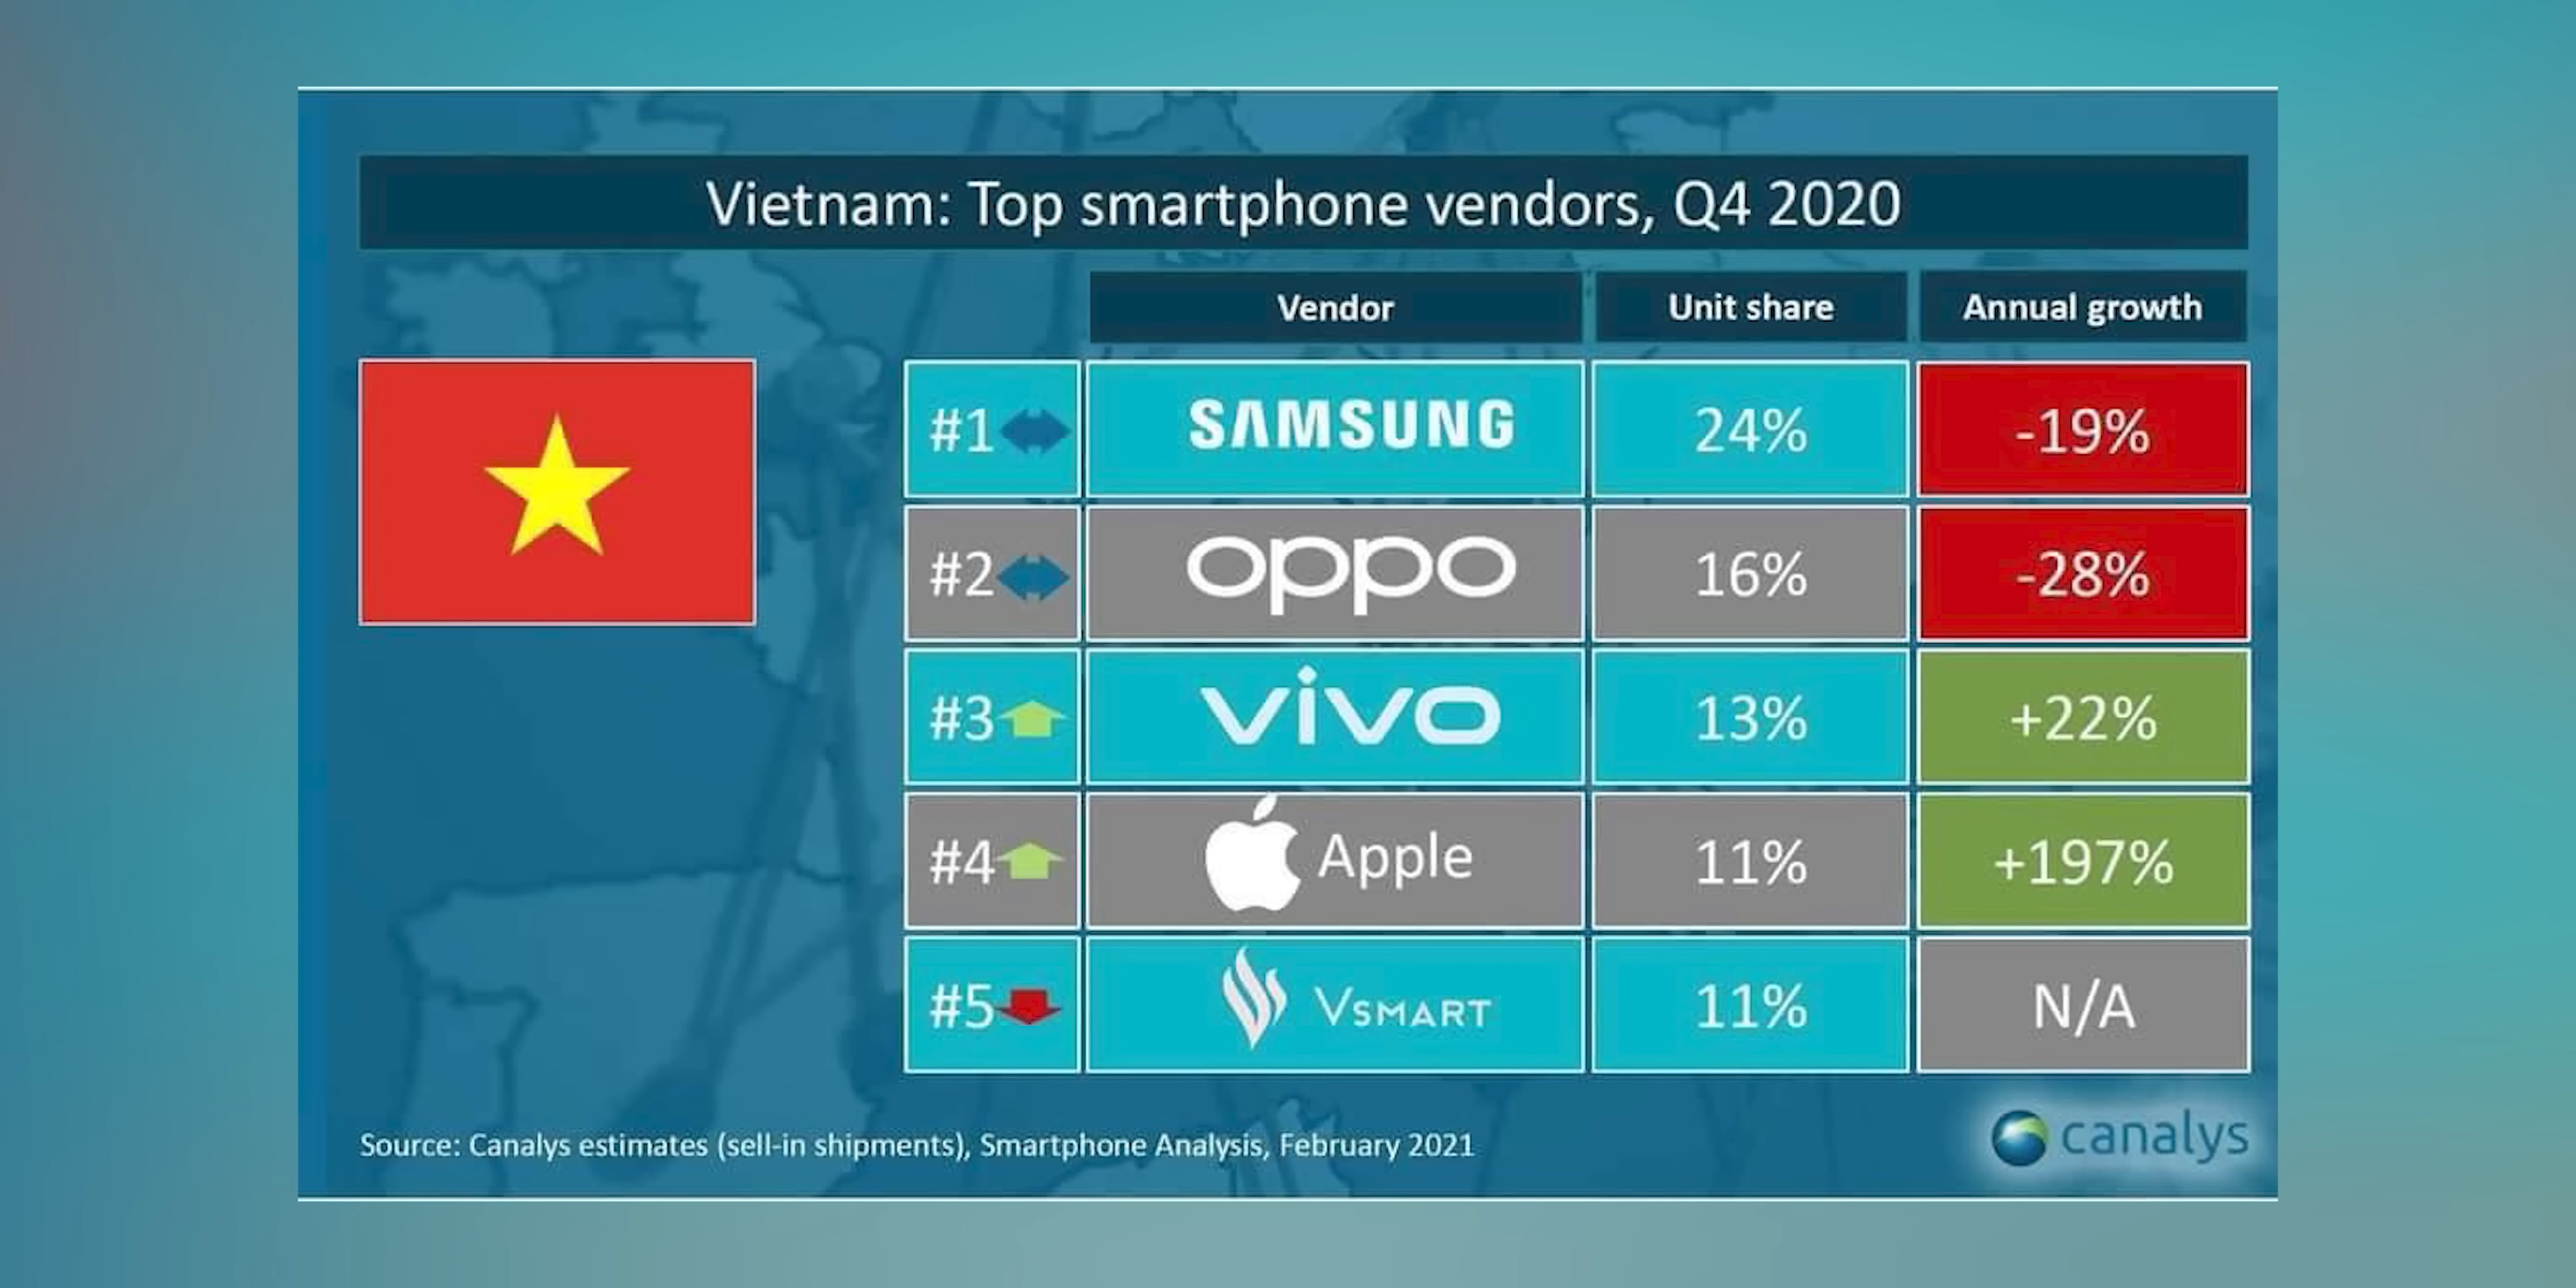 Vietnam: Top smartphone vendors, Q4 2020
Vendor Unit share Annual growth
#1 SAMSUNG 24% -19%
#2 oppo 16% -28%
#3 vivo 13% +22%
#4 Apple 11% +197%
#5 VSMART 11% N/A
Source: Canalys estimates (sell-in shipments), Smartphone Analysis, February 2021
canalys